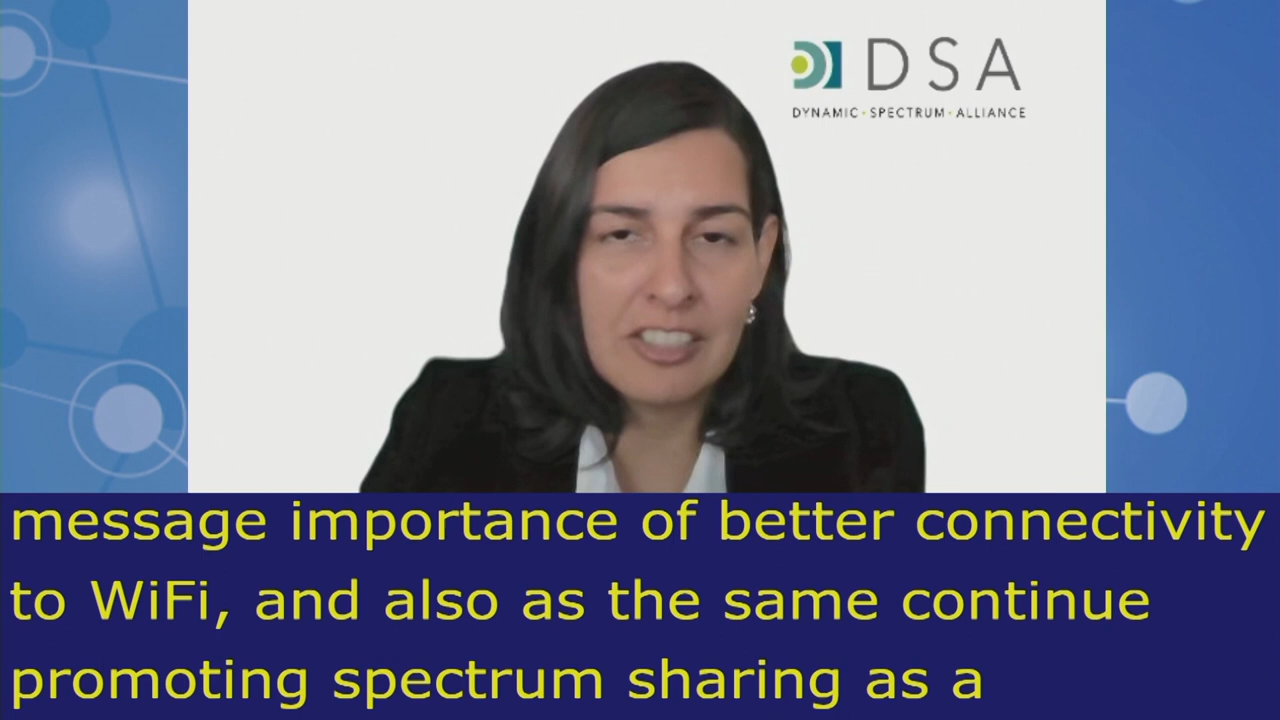 DSA
DYNAMIC·SPECTRUM·ALLIANCE
message importance of better connectivity
to WiFi, and also as the same continue
promoting spectrum sharing as a